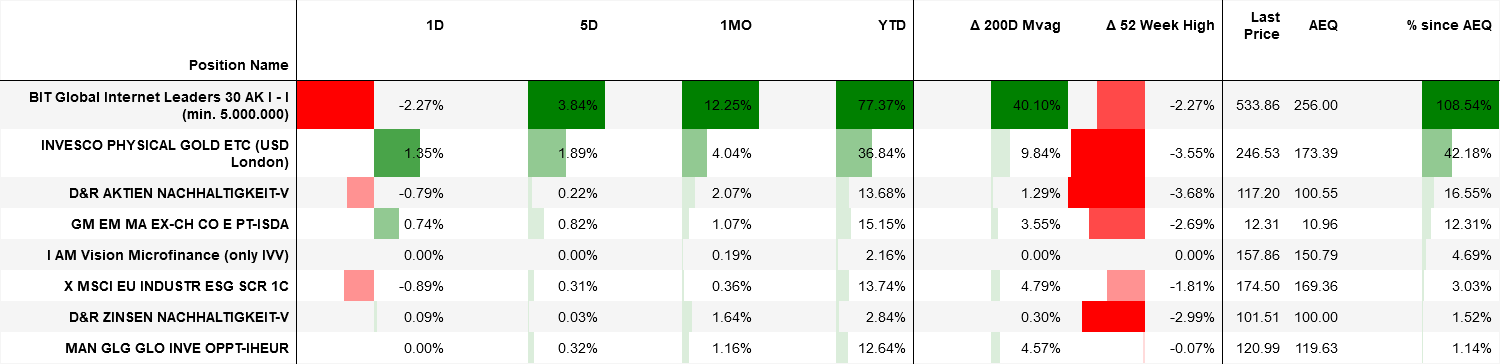 Position Name 1D 5D 1MO YTD Δ 200D Mvag Δ 52 Week High Last Price AEQ % since AEQ
BIT Global Internet Leaders 30 AK I - I (min. 5.000.000) -2.27% 3.84% 12.25% 77.37% 40.10% -2.27% 533.86 256.00 108.54%
INVESCO PHYSICAL GOLD ETC (USD London) 1.35% 1.89% 4.04% 36.84% 9.84% -3.55% 246.53 173.39 42.18%
D&R AKTIEN NACHHALTIGKEIT-V -0.79% 0.22% 2.07% 13.68% 1.29% -3.68% 117.20 100.55 16.55%
GM EM MA EX-CH CO E PT-ISDA 0.74% 0.82% 1.07% 15.15% 3.55% -2.69% 12.31 10.96 12.31%
I AM Vision Microfinance (only IVV) 0.00% 0.00% 0.19% 2.16% 0.00% 0.00% 157.86 150.79 4.69%
X MSCI EU INDUSTR ESG SCR 1C -0.89% 0.31% 0.36% 13.74% 4.79% -1.81% 174.50 169.36 3.03%
D&R ZINSEN NACHHALTIGKEIT-V 0.09% 0.03% 1.64% 2.84% 0.30% -2.99% 101.51 100.00 1.52%
MAN GLG GLO INVE OPPT-IHEUR 0.00% 0.32% 1.16% 12.64% 4.57% -0.07% 120.99 119.63 1.14%